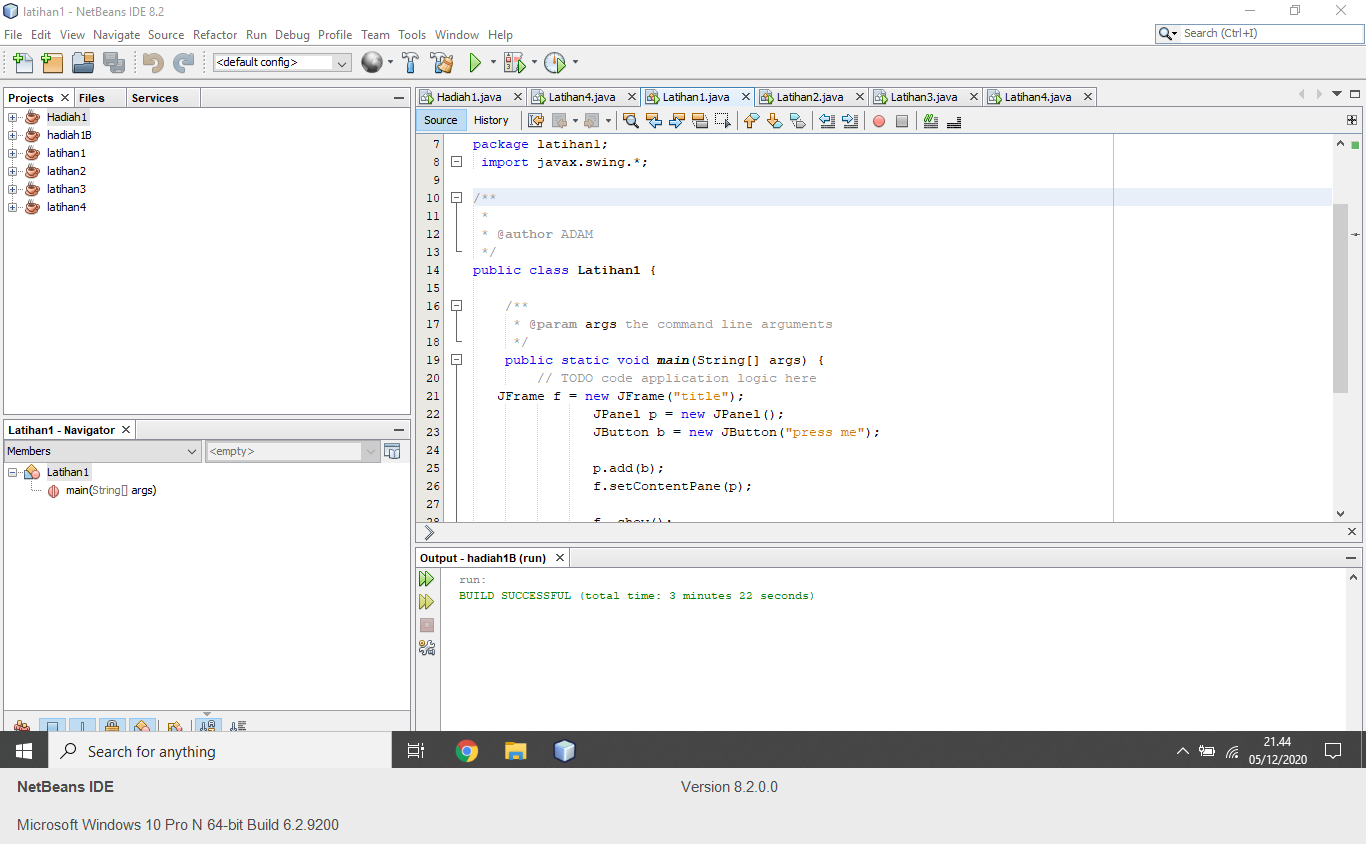 latihan1 - NetBeans IDE 8.2
File Edit View Navigate Source Refactor Run Debug Profile Team Tools Window Help
Search (Ctrl+I)
<default config>
Projects Files Services
Hadiah1
hadiah1B
latihan1
latihan2
latihan3
latihan4
Latihan1 - Navigator
Members <empty>
Latihan1
main(String[] args)
Hadiah1.java Latihan4.java Latihan1.java Latihan2.java Latihan3.java Latihan4.java
Source History
7 package latihan1;
8 import javax.swing.*;
9
10 /**
11 *
12 * @author ADAM
13 */
14 public class Latihan1 {
15
16 /**
17 * @param args the command line arguments
18 */
19 public static void main(String[] args) {
20 // TODO code application logic here
21 JFrame f = new JFrame("title");
22 JPanel p = new JPanel();
23 JButton b = new JButton("press me");
24
25 p.add(b);
26 f.setContentPane(p);
27
28
Output - hadiah1B (run)
run:
BUILD SUCCESSFUL (total time: 3 minutes 22 seconds)
Search for anything
21.44
05/12/2020
NetBeans IDE Version 8.2.0.0
Microsoft Windows 10 Pro N 64-bit Build 6.2.9200